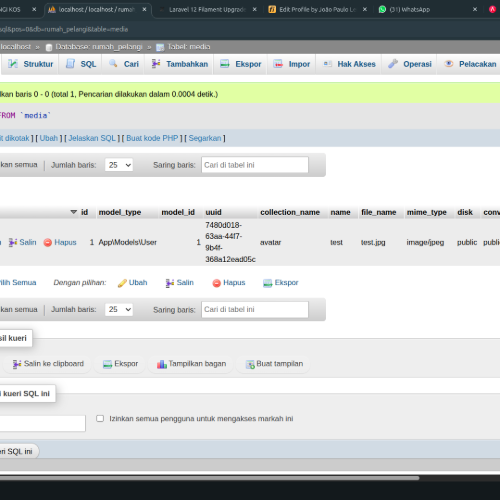 NGI KOS × localhost / localhost / rumah × Laravel 12 Filament Upgrade × Edit Profile by João Paulo Le × (31) WhatsApp ×
sql&pos=0&db=rumah_pelangi&table=media
localhost » Database: rumah_pelangi » Tabel: media
Struktur SQL Cari Tambahkan Ekspor Impor Hak Akses Operasi Pelacakan
lkan baris 0 - 0 (total 1, Pencarian dilakukan dalam 0.0004 detik.)
FROM `media`
it dikotak ] [ Ubah ] [ Jelaskan SQL ] [ Buat kode PHP ] [ Segarkan ]
kan semua Jumlah baris: 25 Saring baris: Cari di tabel ini
id model_type model_id uuid collection_name name file_name mime_type disk conv
Salin Hapus 1 App\Models\User 1 7480d018-63aa-44f7-9b4f-368a12ead05c avatar test test.jpg image/jpeg public publi
ilih Semua Dengan pilihan: Ubah Salin Hapus Ekspor
kan semua Jumlah baris: 25 Saring baris: Cari di tabel ini
sil kueri
Salin ke clipboard Ekspor Tampilkan bagan Buat tampilan
i kueri SQL ini
Izinkan semua pengguna untuk mengakses markah ini
eri SQL ini